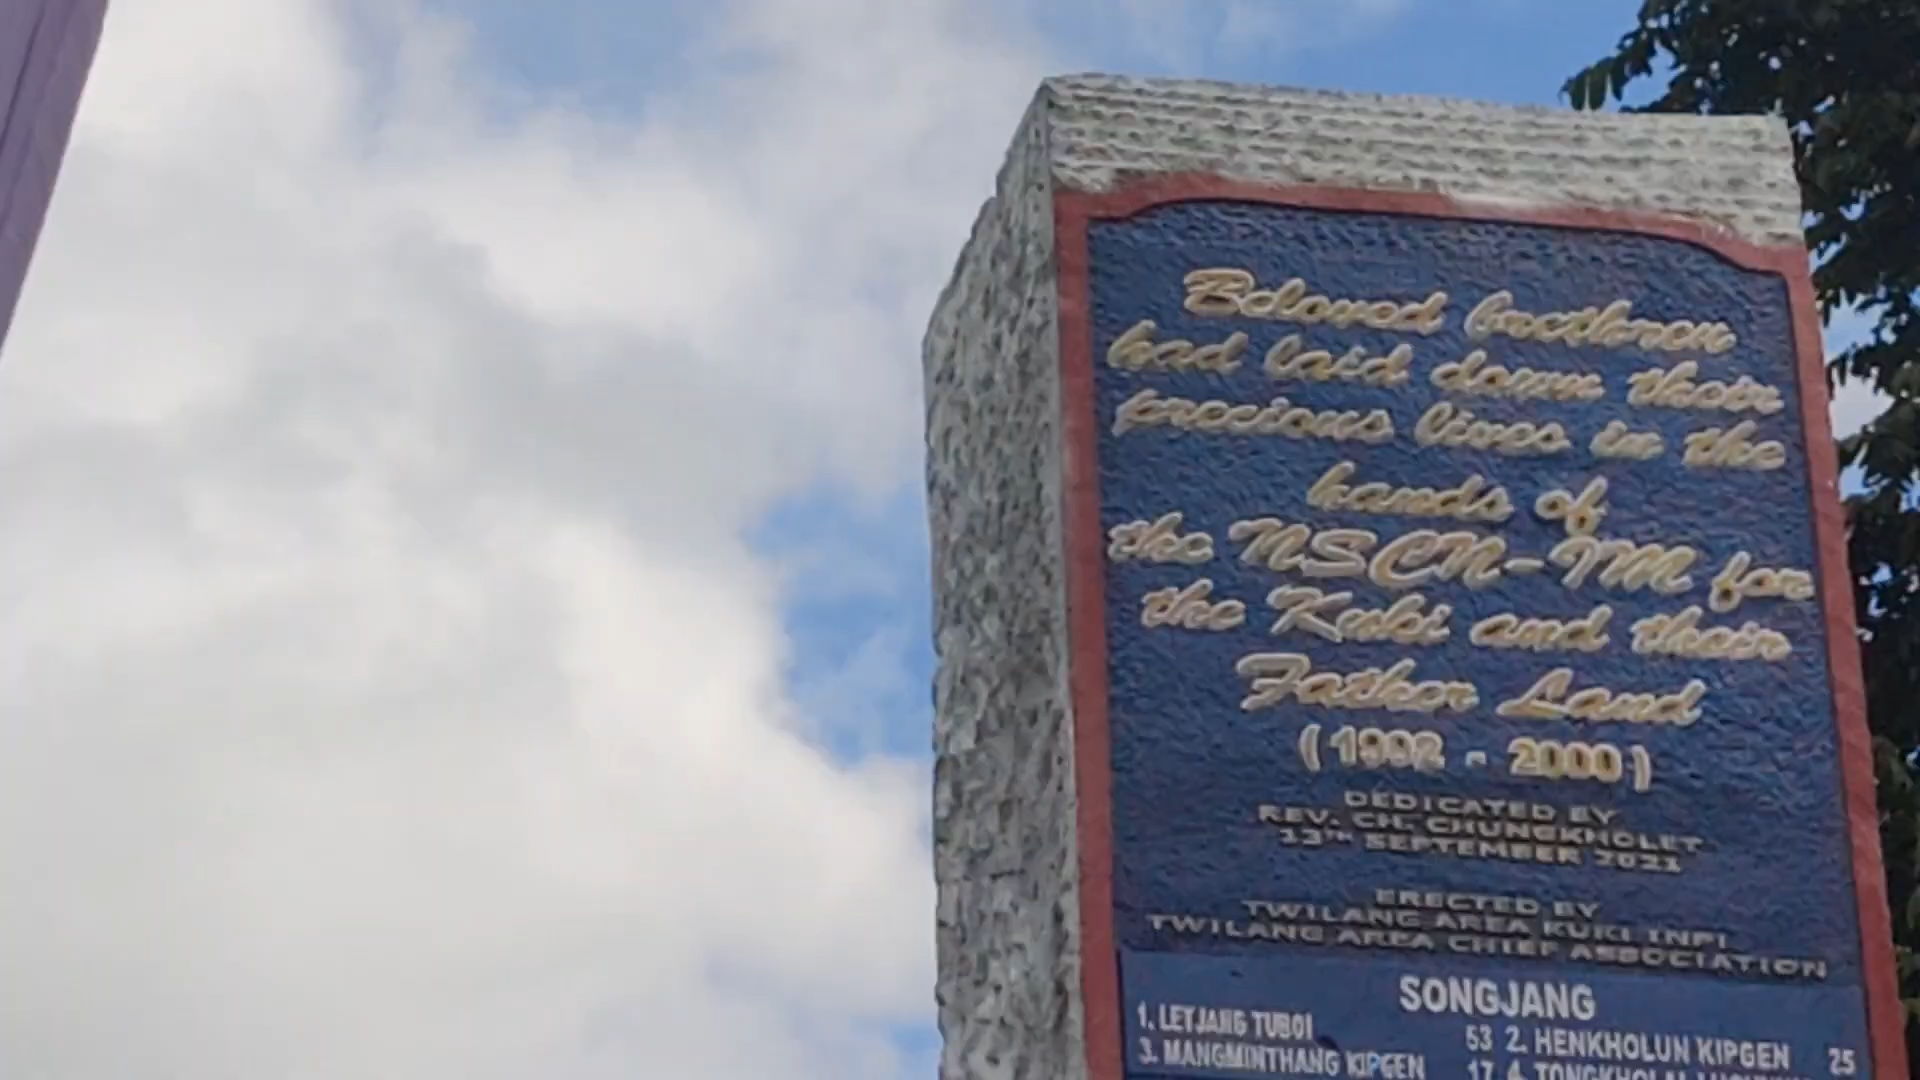 Beloved brethren
had laid down their
precious lives in the
hands of
the NSCN-IM for
the Kuki and their
Father Land
(1992 - 2000)
DEDICATED BY
REV. CH. CHUNGKHOLET
13TH SEPTEMBER 2021
ERECTED BY
TWILANG AREA KUKI INPI
TWILANG AREA CHIEF ASSOCIATION
SONGJANG
1. LETJANG TUBOI 53 2. HENKHOLUN KIPGEN 25
3. MANGMINTHANG KIPGEN 17 4.